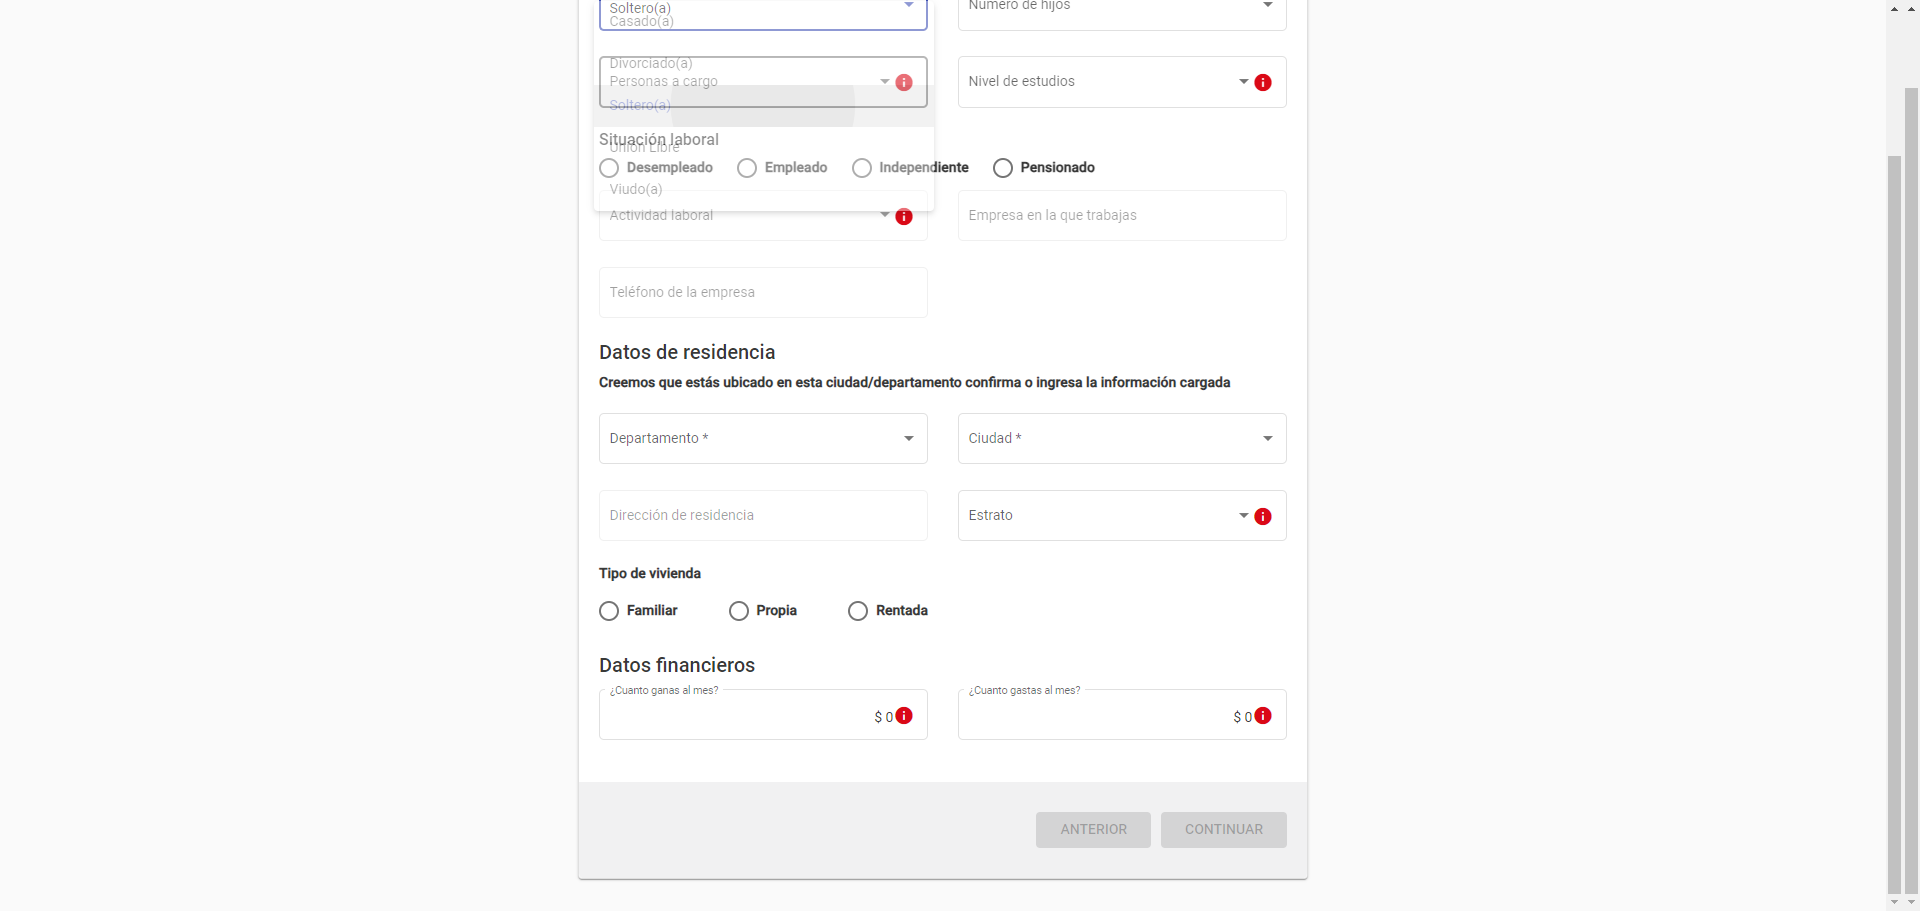 Soltero(a)
Número de hijos
Casado(a)
Divorciado(a)
Personas a cargo
Nivel de estudios
Soltero(a)
Situación laboral
Unión Libre
Desempleado Empleado Independiente Pensionado
Viudo(a)
Actividad laboral
Empresa en la que trabajas
Teléfono de la empresa
Datos de residencia
Creemos que estás ubicado en esta ciudad/departamento confirma o ingresa la información cargada
Departamento *
Ciudad *
Dirección de residencia
Estrato
Tipo de vivienda
Familiar Propia Rentada
Datos financieros
¿Cuanto ganas al mes?
$ 0
¿Cuanto gastas al mes?
$ 0
ANTERIOR
CONTINUAR